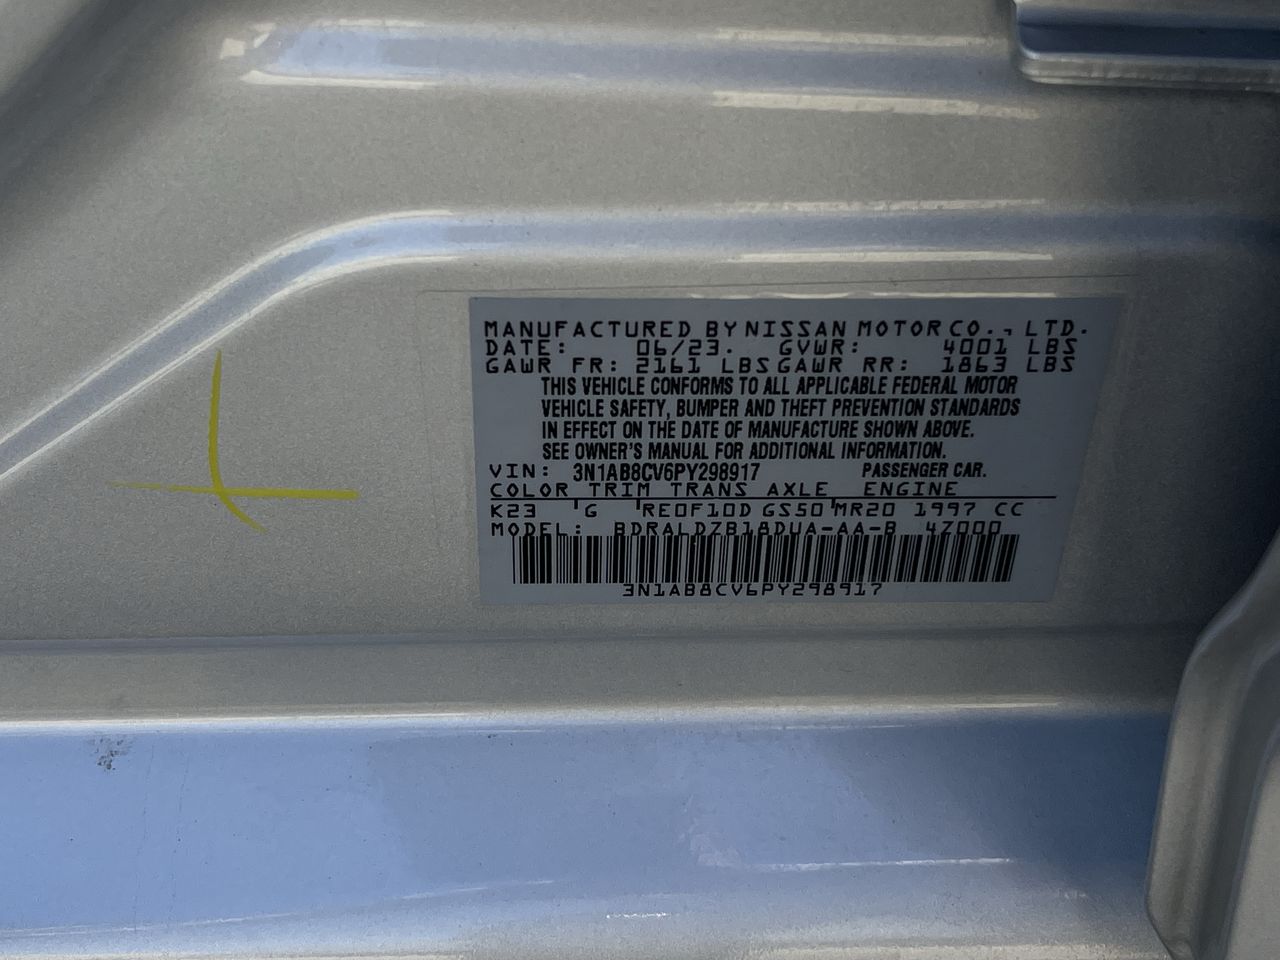 MANUFACTURED BY NISSAN MOTOR CO., LTD.
DATE: 06/23. GVWR: 4001 LBS
GAWR FR: 2161 LBS GAWR RR: 1863 LBS
THIS VEHICLE CONFORMS TO ALL APPLICABLE FEDERAL MOTOR
VEHICLE SAFETY, BUMPER AND THEFT PREVENTION STANDARDS
IN EFFECT ON THE DATE OF MANUFACTURE SHOWN ABOVE.
SEE OWNER'S MANUAL FOR ADDITIONAL INFORMATION.
VIN: 3N1AB8CV6PY298917 PASSENGER CAR.
COLOR TRIM TRANS AXLE ENGINE
K23 G RE0F10D GS50 MR20 1997 CC
MODEL: BDRALDZB18DUA-AA-B 4Z000
3N1AB8CV6PY298917